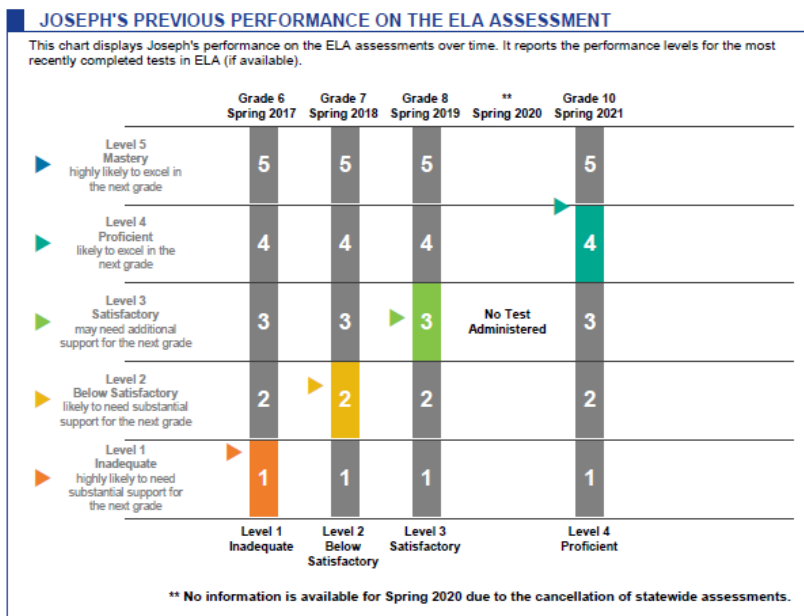 JOSEPH'S PREVIOUS PERFORMANCE ON THE ELA ASSESSMENT
This chart displays Joseph's performance on the ELA assessments over time. It reports the performance levels for the most
recently completed tests in ELA (if available).
Grade 6 Grade 7 Grade 8 ** Grade 10
Spring 2017 Spring 2018 Spring 2019 Spring 2020 Spring 2021
Level 5
Mastery
highly likely to excel in
the next grade
5 5 5 5
Level 4
Proficient
likely to excel in the
next grade
4 4 4 4
Level 3
Satisfactory
may need additional
support for the next grade
3 3 3 No Test
Administered 3
Level 2
Below Satisfactory
likely to need substantial
support for the next grade
2 2 2 2
Level 1
Inadequate
highly likely to need
substantial support for
the next grade
1 1 1 1
Level 1
Inadequate
Level 2
Below
Satisfactory
Level 3
Satisfactory
Level 4
Proficient
** No information is available for Spring 2020 due to the cancellation of statewide assessments.